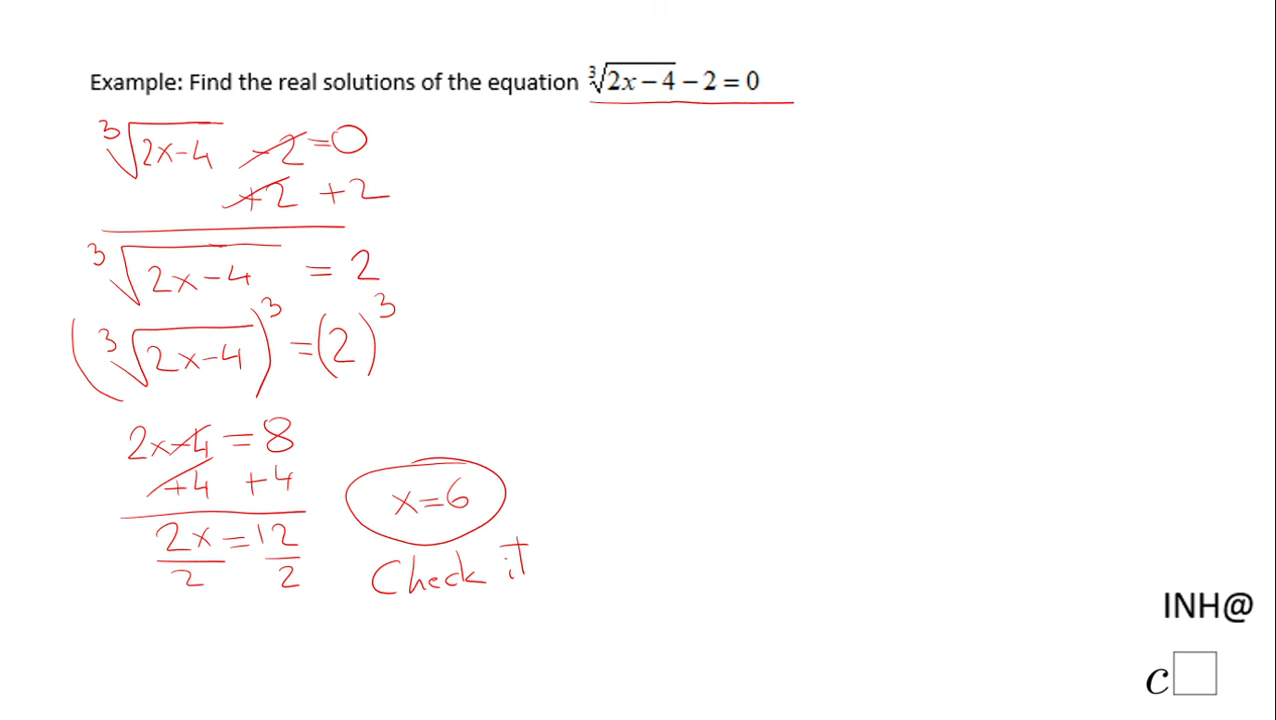 Example: Find the real solutions of the equation ∛(2x − 4) − 2 = 0
∛(2x-4) -2=0
+2 +2
∛(2x-4) = 2
(∛(2x-4))³ =(2)³
2x-4 = 8
+4 +4
2x/2 = 12/2
x=6
Check it
INH@
c□